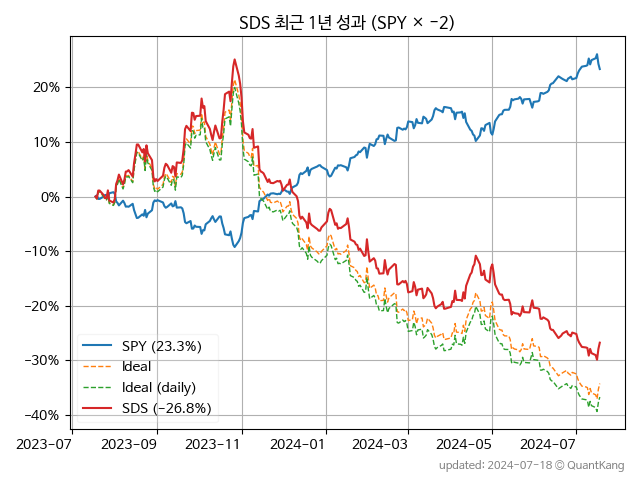 SDS 최근 1년 성과 (SPY × −2)
20%
10%
0%
−10%
−20%
−30%
−40%
SPY (23.3%)
Ideal
Ideal (daily)
SDS (−26.8%)
2023-07 2023-09 2023-11 2024-01 2024-03 2024-05 2024-07
updated: 2024-07-18 © QuantKang